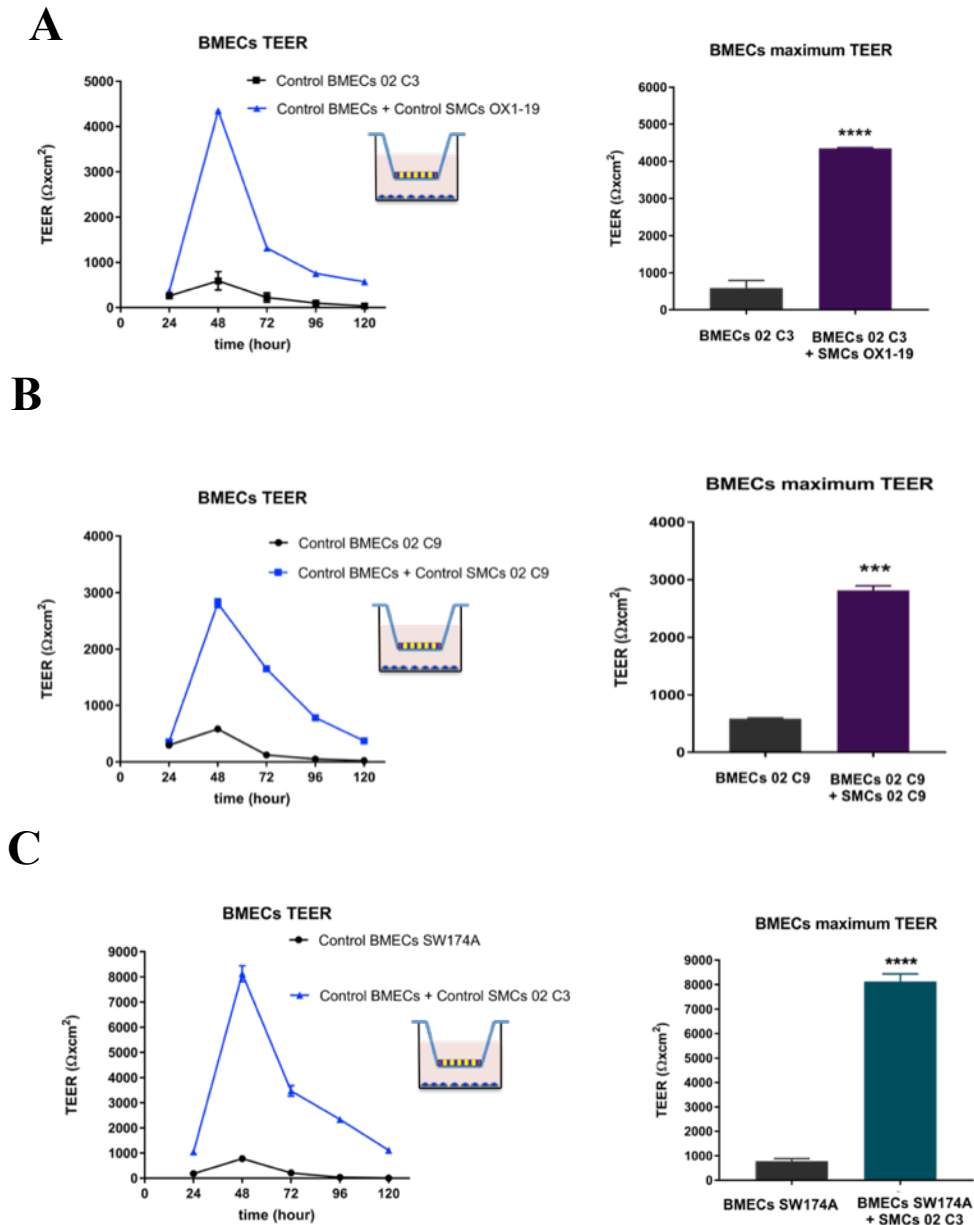 A
BMECs TEER
Control BMECs 02 C3
Control BMECs + Control SMCs OX1-19
TEER (Ωxcm²)
5000
4000
3000
2000
1000
0
0 24 48 72 96 120
time (hour)
BMECs maximum TEER
TEER (Ωxcm²)
6000
5000
4000
3000
2000
1000
0
****
BMECs 02 C3
BMECs 02 C3
+ SMCs OX1-19
B
BMECs TEER
Control BMECs 02 C9
Control BMECs + Control SMCs 02 C9
TEER (Ωxcm²)
4000
3000
2000
1000
0
0 24 48 72 96 120
time (hour)
BMECs maximum TEER
TEER (Ωxcm²)
4000
3000
2000
1000
0
***
BMECs 02 C9
BMECs 02 C9
+ SMCs 02 C9
C
BMECs TEER
Control BMECs SW174A
Control BMECs + Control SMCs 02 C3
TEER (Ωxcm²)
9000
8000
7000
6000
5000
4000
3000
2000
1000
0
0 24 48 72 96 120
time (hour)
BMECs maximum TEER
TEER (Ωxcm²)
9000
8000
7000
6000
5000
4000
3000
2000
1000
0
****
BMECs SW174A
BMECs SW174A
+ SMCs 02 C3